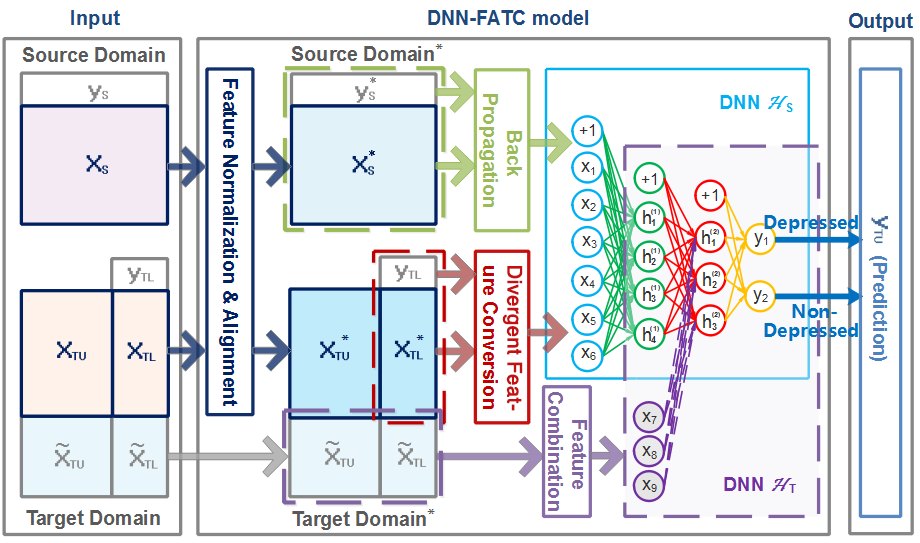 Input
DNN-FATC model
Output
Source Domain
yS
XS
yTL
XTU
XTL
X̃TU
X̃TL
Target Domain
Feature Normalization & Alignment
Source Domain*
yS*
XS*
yTL
XTU*
XTL*
X̃TU
X̃TL
Target Domain*
Back
Propagation
Divergent Feat-
ure Conversion
Feature
Combination
DNN ℋS
+1
x1
x2
x3
x4
x5
x6
+1
h1(1)
h2(1)
h3(1)
h4(1)
+1
h1(2)
h2(2)
h3(2)
y1
y2
x7
x8
x9
DNN ℋT
Depressed
Non-
Depressed
yTU (Prediction)